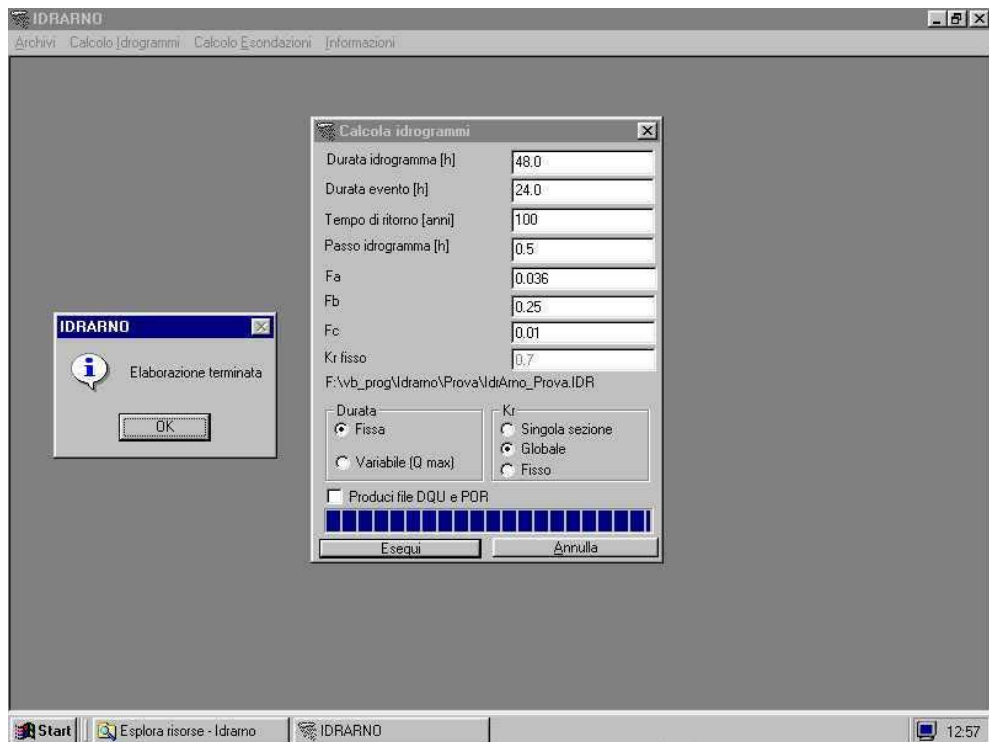 IDRARNO
Archivi Calcolo Idrogrammi Calcolo Esondazioni Informazioni
Calcola idrogrammi
Durata idrogramma [h] 48.0
Durata evento [h] 24.0
Tempo di ritorno [anni] 100
Passo idrogramma [h] 0.5
Fa 0.036
Fb 0.25
Fc 0.01
Kr fisso 0.7
F:\vb_prog\Idrarno\Prova\IdrArno_Prova.IDR
Durata
Fissa
Variabile (Q max)
Kr
Singola sezione
Globale
Fisso
Produci file DQU e POR
Esegui Annulla
IDRARNO
Elaborazione terminata
OK
Start Esplora risorse - Idrarno IDRARNO 12:57